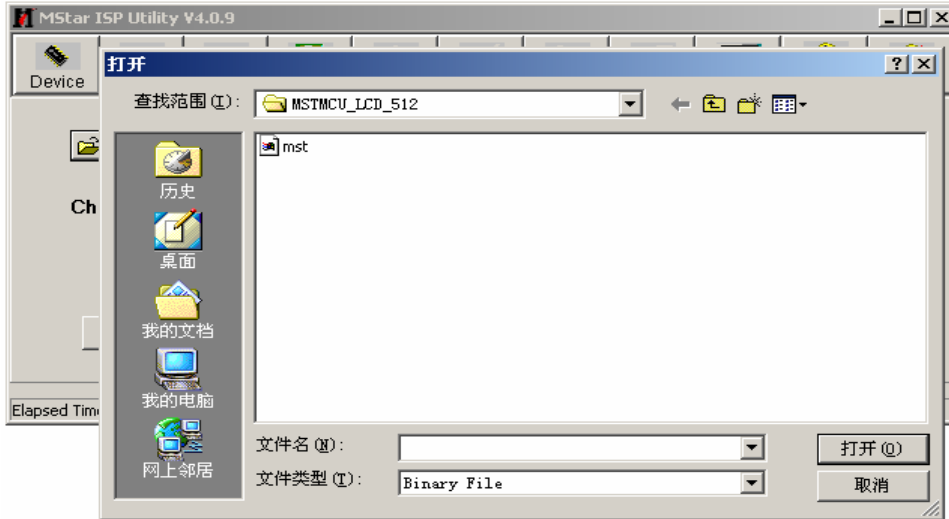 MStar ISP Utility V4.0.9
Device
打开
查找范围(I):
MSTMCU_LCD_512
mst
历史
桌面
我的文档
我的电脑
网上邻居
Ch
Elapsed Tim
文件名(N):
打开(O)
文件类型(T):
Binary File
取消